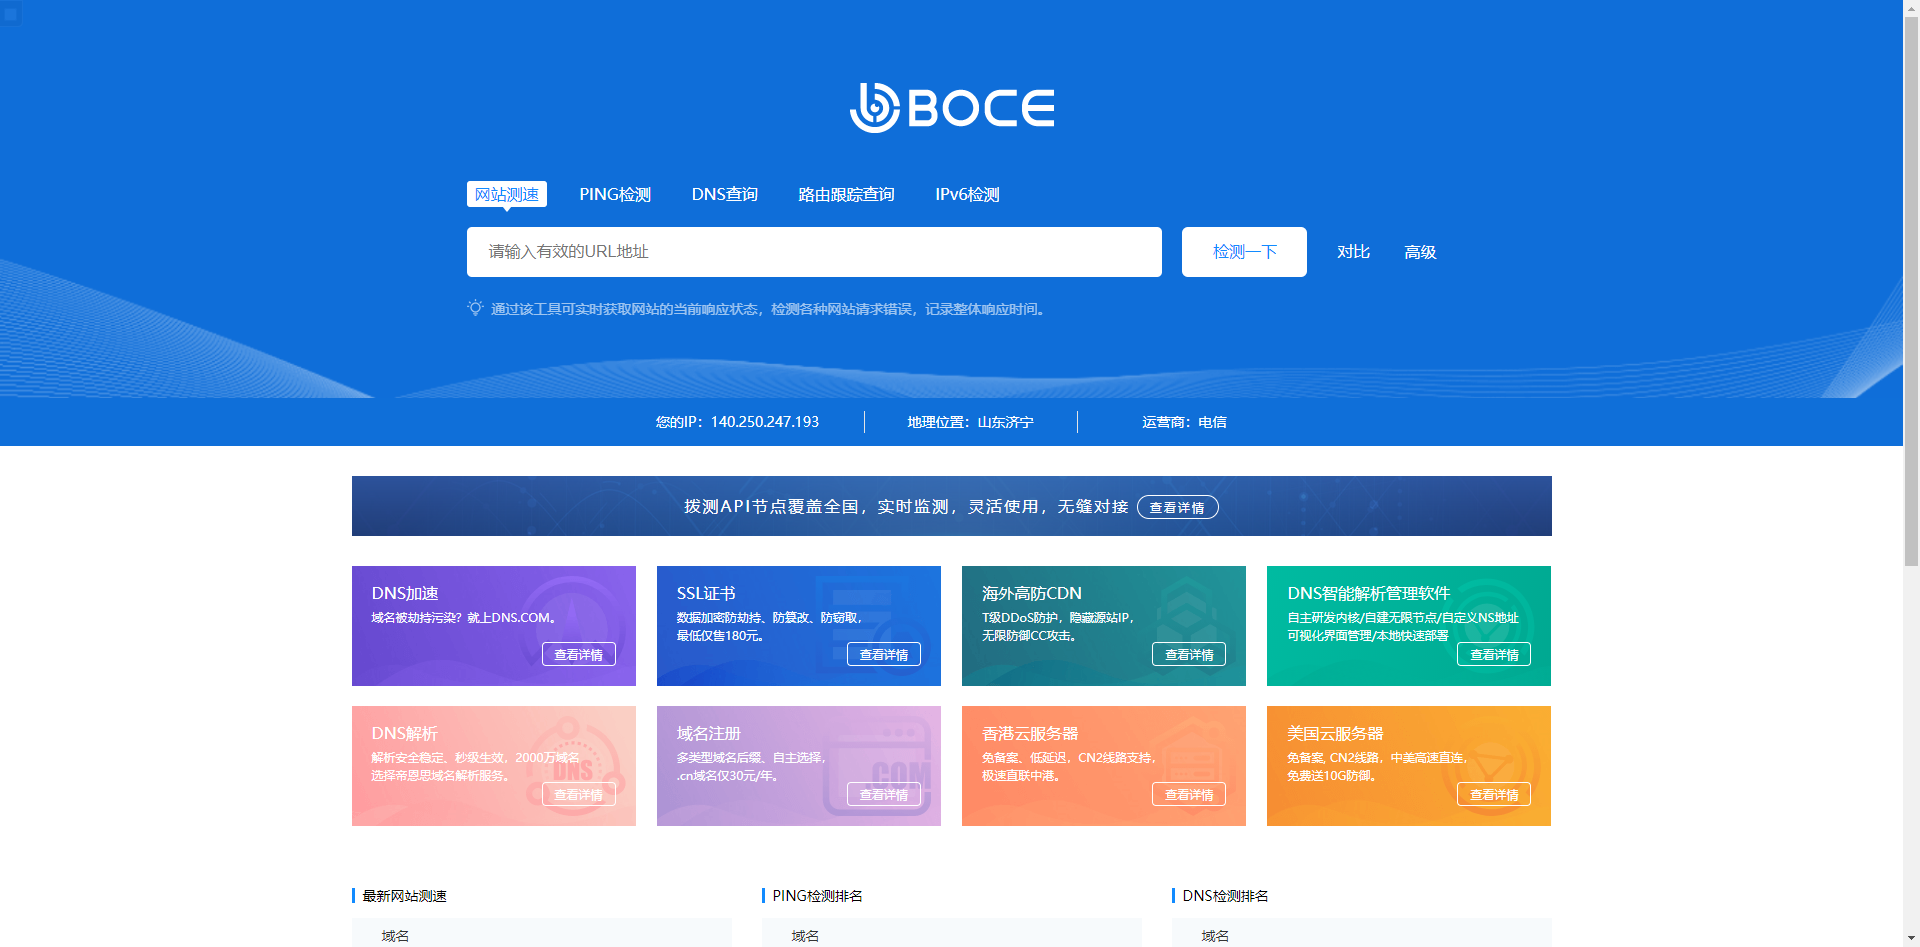 BOCE
网站测速 PING检测 DNS查询 路由跟踪查询 IPv6检测
请输入有效的URL地址 检测一下 对比 高级
通过该工具可实时获取网站的当前响应状态，检测各种网站请求错误，记录整体响应时间。
您的IP：140.250.247.193 地理位置：山东济宁 运营商：电信
拨测API节点覆盖全国，实时监测，灵活使用，无缝对接 查看详情
DNS加速
域名被劫持污染？就上DNS.COM。
查看详情
SSL证书
数据加密防劫持、防篡改、防窃取，
最低仅售180元。
查看详情
海外高防CDN
T级DDoS防护，隐藏源站IP，
无限防御CC攻击。
查看详情
DNS智能解析管理软件
自主研发内核/自建无限节点/自定义NS地址
可视化界面管理/本地快速部署
查看详情
DNS解析
解析安全稳定、秒级生效，2000万域名
选择帝恩思域名解析服务。
DNS
查看详情
域名注册
多类型域名后缀、自主选择，
.cn域名仅30元/年。
COM
查看详情
香港云服务器
免备案、低延迟，CN2线路支持，
极速直联中港。
查看详情
美国云服务器
免备案, CN2线路，中美高速直连，
免费送10G防御。
查看详情
最新网站测速 PING检测排名 DNS检测排名
域名 域名 域名